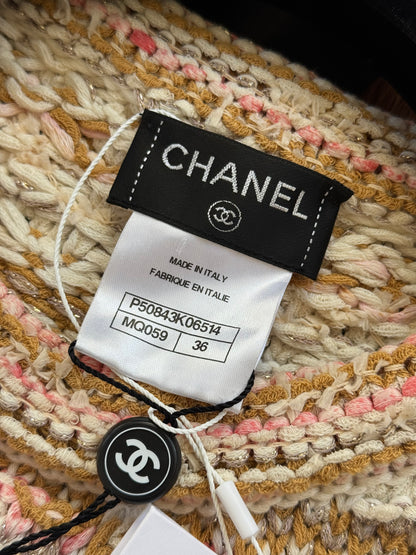 CHANEL
MADE IN ITALY
FABRIQUE EN ITALIE
P50843K06514
MQ059 36